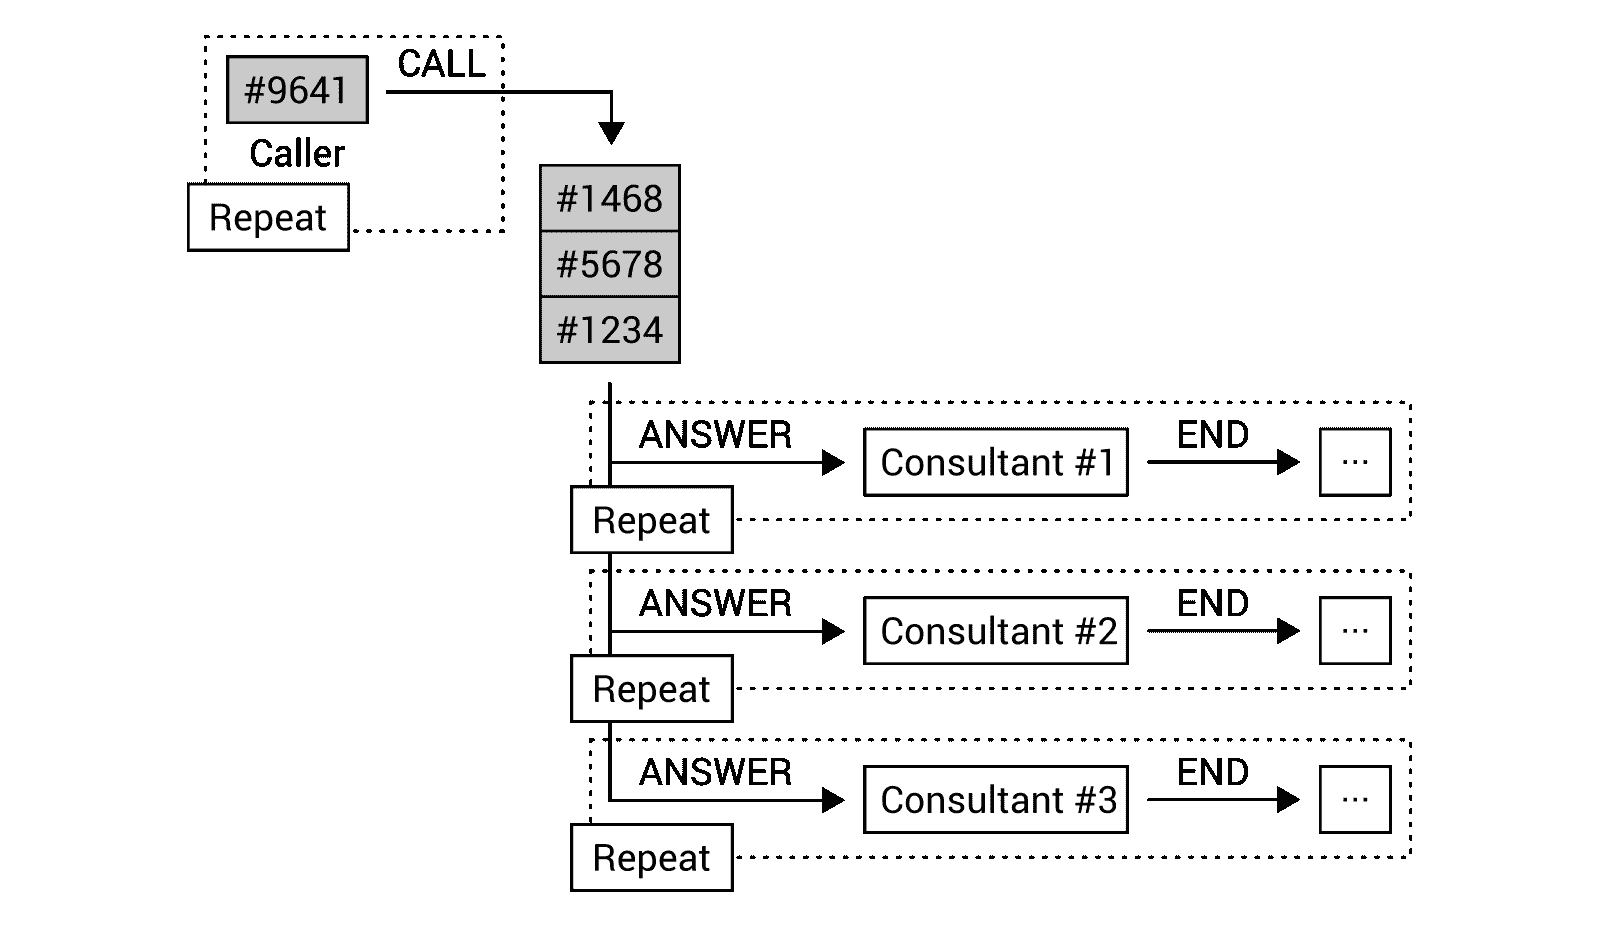 #9641
CALL
Caller
Repeat
#1468
#5678
#1234
ANSWER
Consultant #1
END
...
Repeat
ANSWER
Consultant #2
END
...
Repeat
ANSWER
Consultant #3
END
...
Repeat